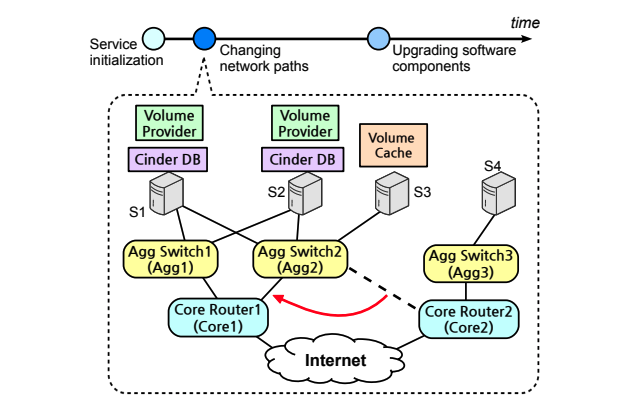 time
Service
initialization
Changing
network paths
Upgrading software
components
Volume
Provider
Volume
Provider
Volume
Cache
Cinder DB
Cinder DB
S1
S2
S3
S4
Agg Switch1
(Agg1)
Agg Switch2
(Agg2)
Agg Switch3
(Agg3)
Core Router1
(Core1)
Core Router2
(Core2)
Internet